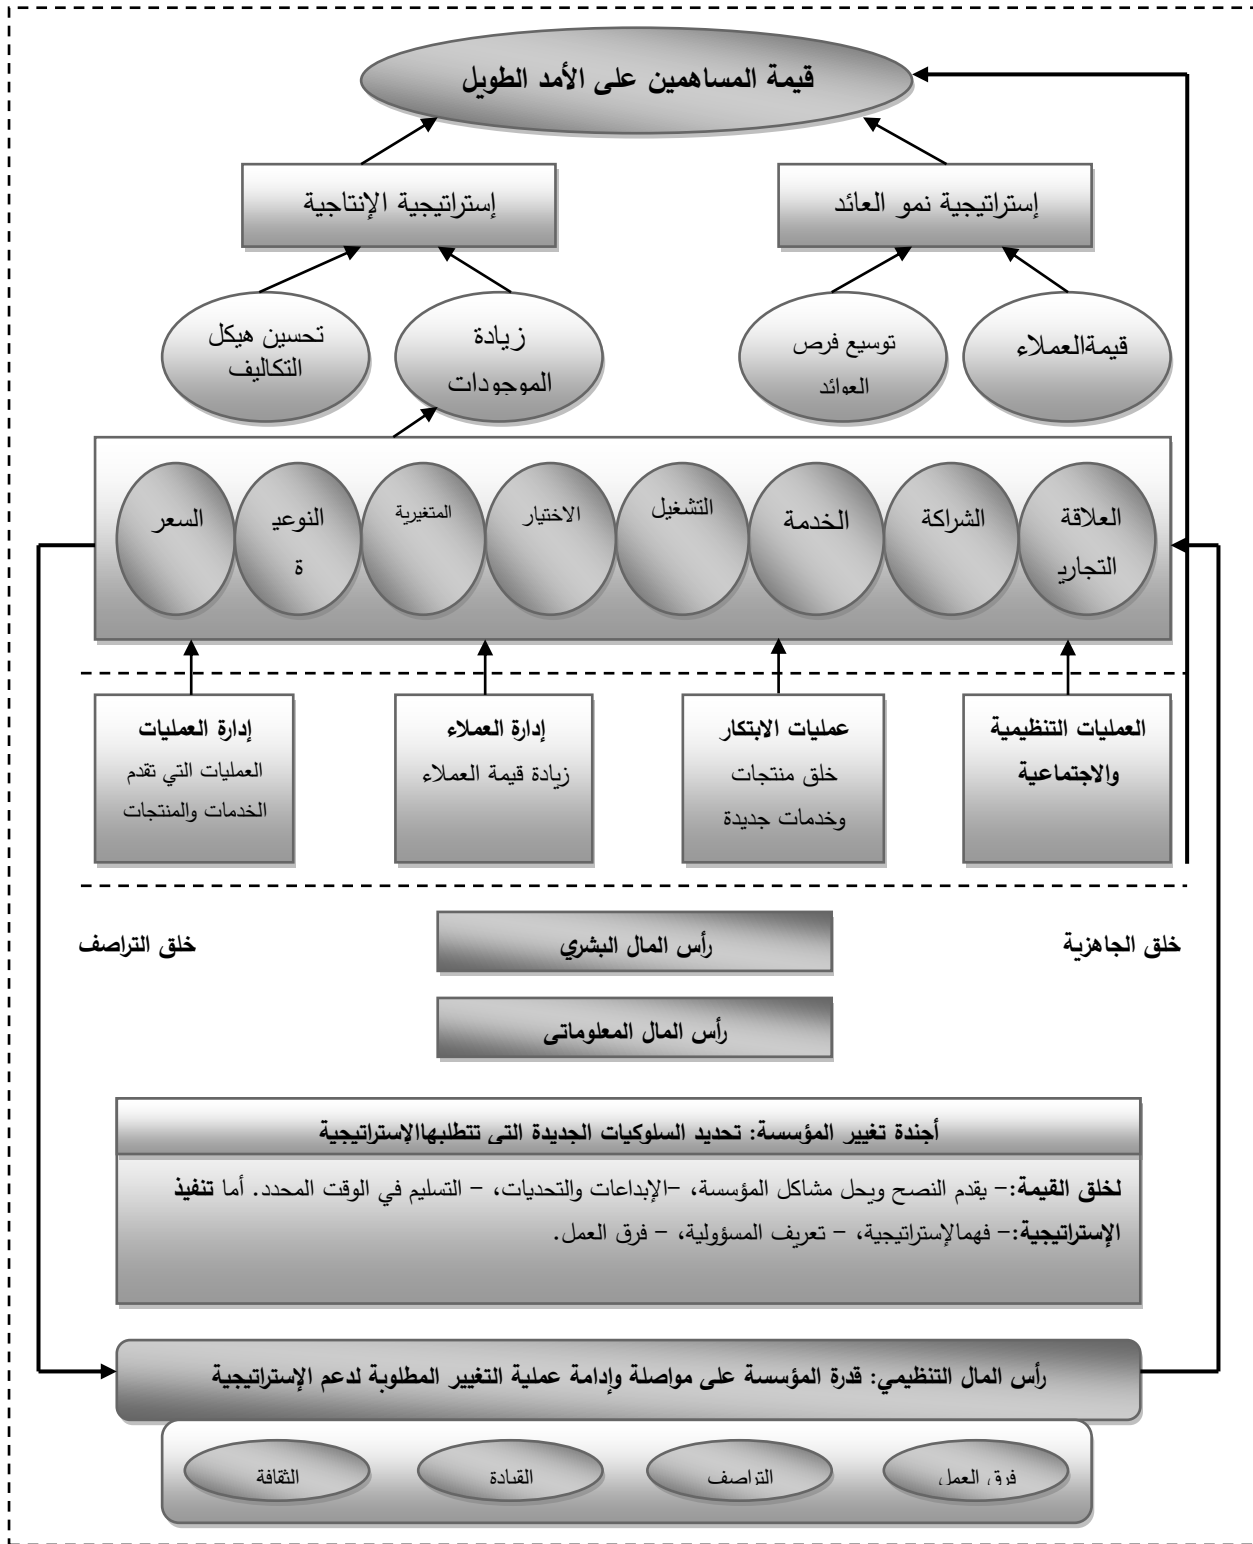 قيمة المساهمين على الأمد الطويل
إستراتيجية نمو العائد
إستراتيجية الإنتاجية
قيمةالعملاء
توسيع فرص
العوائد
زيادة
الموجودات
تحسين هيكل
التكاليف
العلاقة
التجاريـ
الشراكة
الخدمة
التشغيل
الاختيار
المتغيرية
النوعيـ
ة
السعر
العمليات التنظيمية
والاجتماعية
عمليات الابتكار
خلق منتجات
وخدمات جديدة
إدارة العملاء
زيادة قيمة العملاء
إدارة العمليات
العمليات التي تقدم
الخدمات والمنتجات
خلق الجاهزية
رأس المال البشري
خلق التراصف
رأس المال المعلوماتي
أجندة تغيير المؤسسة: تحديد السلوكيات الجديدة التي تتطلبهاالإستراتيجية
لخلق القيمة:- يقدم النصح ويحل مشاكل المؤسسة، -الإبداعات والتحديات، - التسليم في الوقت المحدد. أما تنفيذ
الإستراتيجية:- فهمالإستراتيجية، - تعريف المسؤولية، - فرق العمل.
رأس المال التنظيمي: قدرة المؤسسة على مواصلة وإدامة عملية التغيير المطلوبة لدعم الإستراتيجية
فرق العمل
التراصف
القيادة
الثقافة